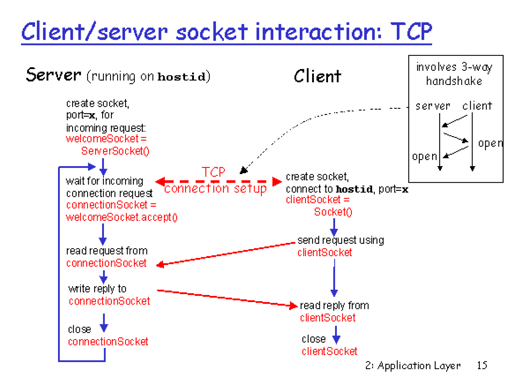 Client/server socket interaction: TCP
Server (running on hostid)
Client
involves 3-way
handshake
server client
open
open
create socket,
port=x, for
incoming request:
welcomeSocket =
ServerSocket()
TCP
connection setup
wait for incoming
connection request
connectionSocket =
welcomeSocket.accept()
create socket,
connect to hostid, port=x
clientSocket =
Socket()
send request using
clientSocket
read request from
connectionSocket
write reply to
connectionSocket
read reply from
clientSocket
close
connectionSocket
close
clientSocket
2: Application Layer 15